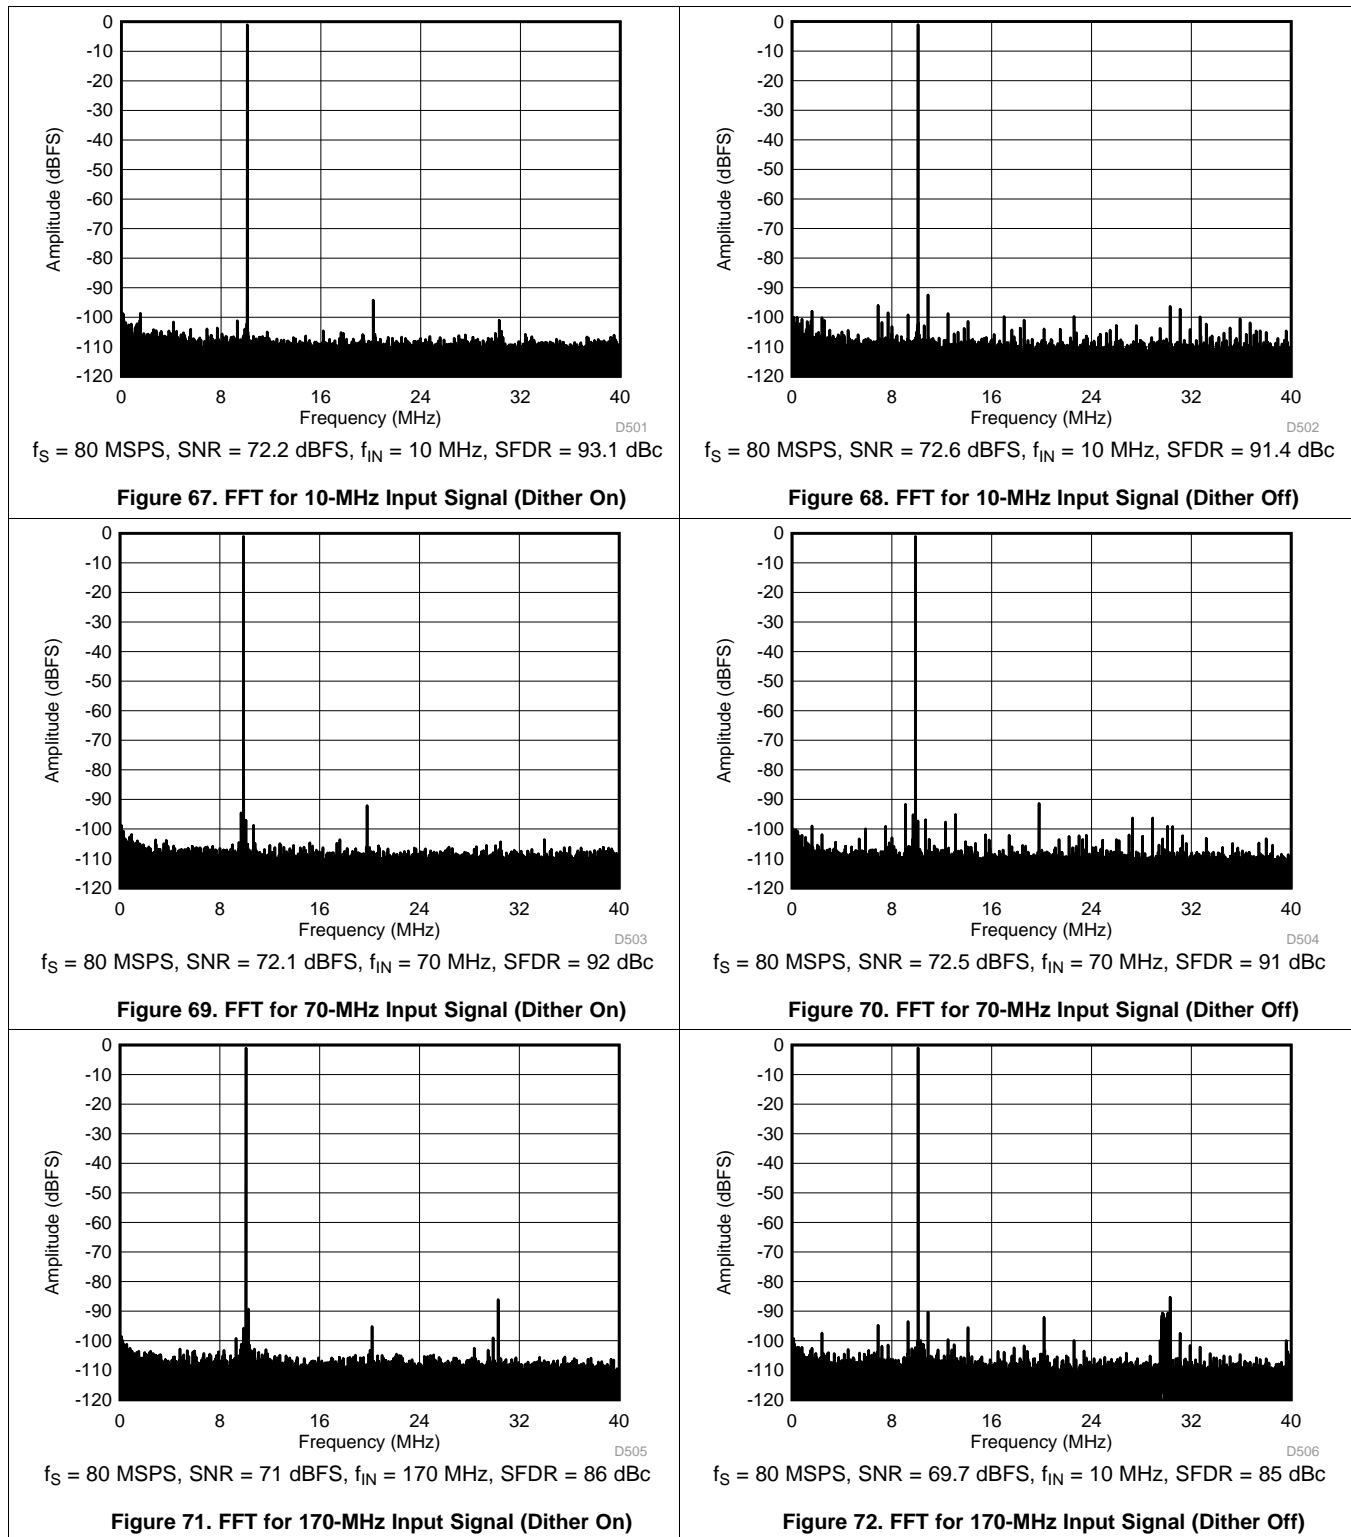 0
-10
-20
-30
-40
-50
-60
-70
-80
-90
-100
-110
-120
Amplitude (dBFS)
0 8 16 24 32 40
Frequency (MHz)
D501
fS = 80 MSPS, SNR = 72.2 dBFS, fIN = 10 MHz, SFDR = 93.1 dBc
Figure 67. FFT for 10-MHz Input Signal (Dither On)
0
-10
-20
-30
-40
-50
-60
-70
-80
-90
-100
-110
-120
Amplitude (dBFS)
0 8 16 24 32 40
Frequency (MHz)
D502
fS = 80 MSPS, SNR = 72.6 dBFS, fIN = 10 MHz, SFDR = 91.4 dBc
Figure 68. FFT for 10-MHz Input Signal (Dither Off)
0
-10
-20
-30
-40
-50
-60
-70
-80
-90
-100
-110
-120
Amplitude (dBFS)
0 8 16 24 32 40
Frequency (MHz)
D503
fS = 80 MSPS, SNR = 72.1 dBFS, fIN = 70 MHz, SFDR = 92 dBc
Figure 69. FFT for 70-MHz Input Signal (Dither On)
0
-10
-20
-30
-40
-50
-60
-70
-80
-90
-100
-110
-120
Amplitude (dBFS)
0 8 16 24 32 40
Frequency (MHz)
D504
fS = 80 MSPS, SNR = 72.5 dBFS, fIN = 70 MHz, SFDR = 91 dBc
Figure 70. FFT for 70-MHz Input Signal (Dither Off)
0
-10
-20
-30
-40
-50
-60
-70
-80
-90
-100
-110
-120
Amplitude (dBFS)
0 8 16 24 32 40
Frequency (MHz)
D505
fS = 80 MSPS, SNR = 71 dBFS, fIN = 170 MHz, SFDR = 86 dBc
Figure 71. FFT for 170-MHz Input Signal (Dither On)
0
-10
-20
-30
-40
-50
-60
-70
-80
-90
-100
-110
-120
Amplitude (dBFS)
0 8 16 24 32 40
Frequency (MHz)
D506
fS = 80 MSPS, SNR = 69.7 dBFS, fIN = 10 MHz, SFDR = 85 dBc
Figure 72. FFT for 170-MHz Input Signal (Dither Off)